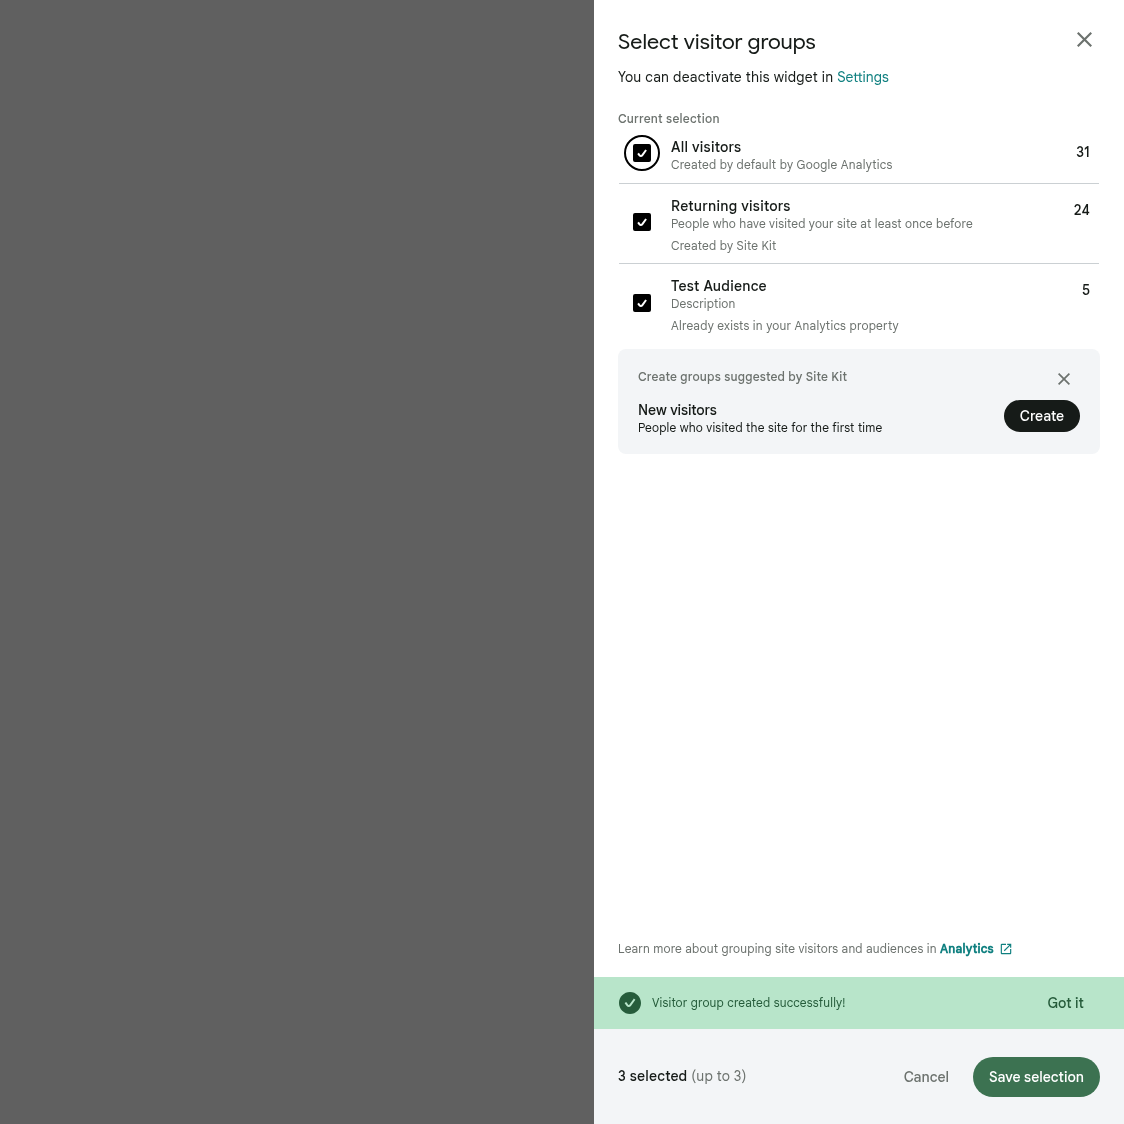 Select visitor groups
You can deactivate this widget in Settings
Current selection
All visitors
31
Created by default by Google Analytics
Returning visitors
24
People who have visited your site at least once before
Created by Site Kit
Test Audience
5
Description
Already exists in your Analytics property
Create groups suggested by Site Kit
New visitors
People who visited the site for the first time
Create
Learn more about grouping site visitors and audiences in Analytics
Visitor group created successfully!
Got it
3 selected (up to 3)
Cancel
Save selection